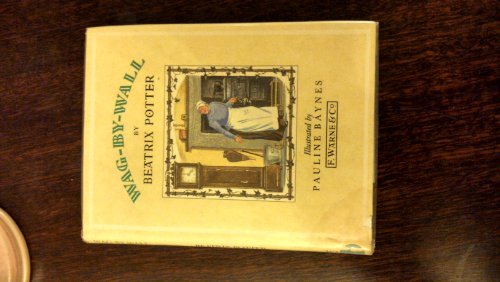 WAG-BY-WALL
BY
BEATRIX POTTER
Illustrated by
PAULINE BAYNES
F. WARNE & Co